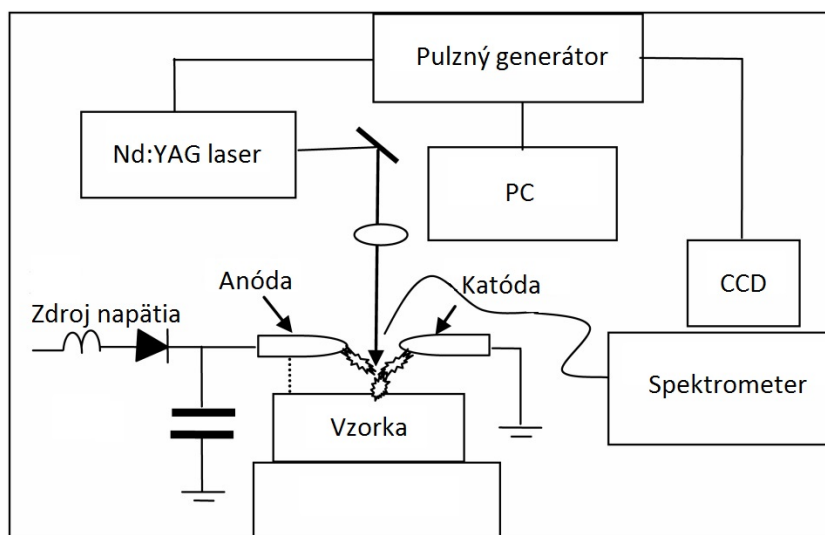 Pulzný generátor
Nd:YAG laser
PC
CCD
Anóda
Katóda
Zdroj napätia
Spektrometer
Vzorka